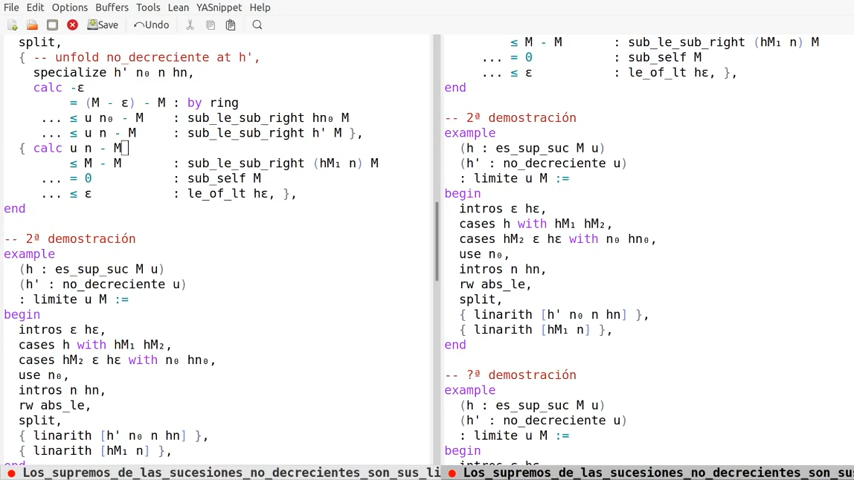 File Edit Options Buffers Tools Lean YASnippet Help
Save Undo
split,
{ -- unfold no_decreciente at h',
specialize h' n₀ n hn,
calc -ε
= (M - ε) - M : by ring
... ≤ u n₀ - M : sub_le_sub_right hn₀ M
... ≤ u n - M : sub_le_sub_right h' M },
{ calc u n - M
≤ M - M : sub_le_sub_right (hM₁ n) M
... = 0 : sub_self M
... ≤ ε : le_of_lt hε, },
end
-- 2ª demostración
example
(h : es_sup_suc M u)
(h' : no_decreciente u)
: limite u M :=
begin
intros ε hε,
cases h with hM₁ hM₂,
cases hM₂ ε hε with n₀ hn₀,
use n₀,
intros n hn,
rw abs_le,
split,
{ linarith [h' n₀ n hn] },
{ linarith [hM₁ n] },
end
Los_supremos_de_las_sucesiones_no_decrecientes_son_sus_li
≤ M - M : sub_le_sub_right (hM₁ n) M
... = 0 : sub_self M
... ≤ ε : le_of_lt hε, },
end
-- 2ª demostración
example
(h : es_sup_suc M u)
(h' : no_decreciente u)
: limite u M :=
begin
intros ε hε,
cases h with hM₁ hM₂,
cases hM₂ ε hε with n₀ hn₀,
use n₀,
intros n hn,
rw abs_le,
split,
{ linarith [h' n₀ n hn] },
{ linarith [hM₁ n] },
end
-- ?ª demostración
example
(h : es_sup_suc M u)
(h' : no_decreciente u)
: limite u M :=
begin
intros ε hε,
Los_supremos_de_las_sucesiones_no_decrecientes_son_sus